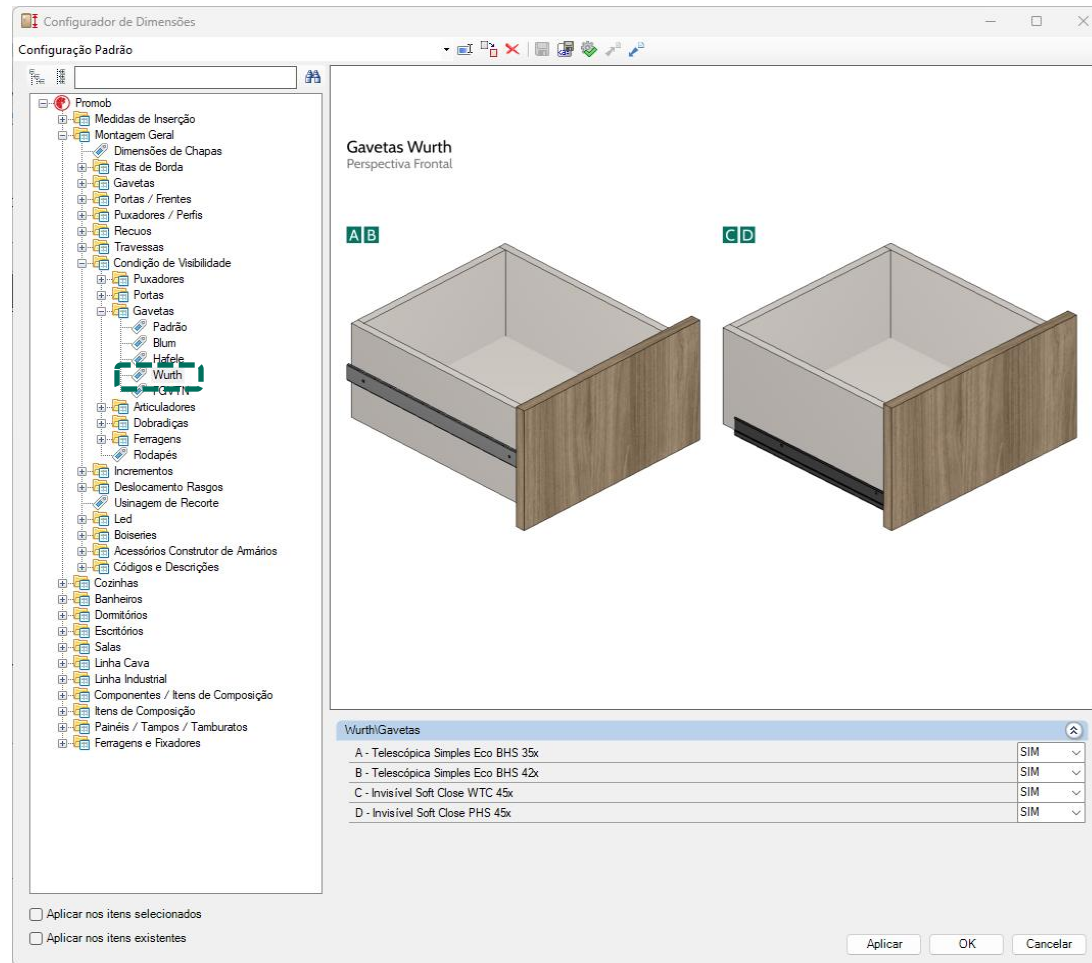 Configurador de Dimensões
Configuração Padrão
Promob
Medidas de Inserção
Montagem Geral
Dimensões de Chapas
Fitas de Borda
Gavetas
Portas / Frentes
Puxadores / Perfis
Recuos
Travessas
Condição de Visibilidade
Puxadores
Portas
Gavetas
Padrão
Blum
Hafele
Wurth
FGVTN
Articuladores
Dobradiças
Ferragens
Rodapés
Incrementos
Deslocamento Rasgos
Usinagem de Recorte
Led
Boiseries
Acessórios Construtor de Armários
Códigos e Descrições
Cozinhas
Banheiros
Dormitórios
Escritórios
Salas
Linha Cava
Linha Industrial
Componentes / Itens de Composição
Itens de Composição
Painéis / Tampos / Tamburatos
Ferragens e Fixadores
Aplicar nos itens selecionados
Aplicar nos itens existentes
Gavetas Wurth
Perspectiva Frontal
A B
C D
Wurth\Gavetas
A - Telescópica Simples Eco BHS 35x SIM
B - Telescópica Simples Eco BHS 42x SIM
C - Invisível Soft Close WTC 45x SIM
D - Invisível Soft Close PHS 45x SIM
Aplicar OK Cancelar